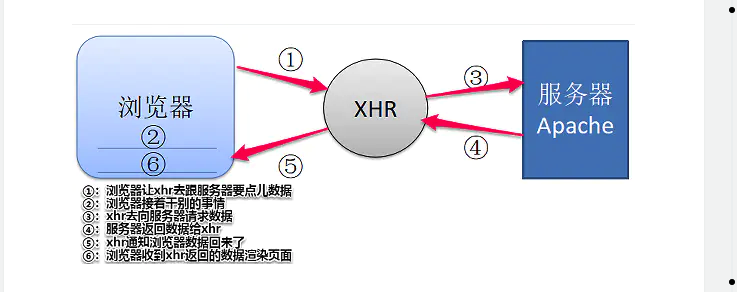 ①
③
浏览器
XHR
服务器
Apache
②
④
⑥
⑤
①：浏览器让xhr去跟服务器要点儿数据
②：浏览器接着干别的事情
③：xhr去向服务器请求数据
④：服务器返回数据给xhr
⑤：xhr通知浏览器数据回来了
⑥：浏览器收到xhr返回的数据渲染页面